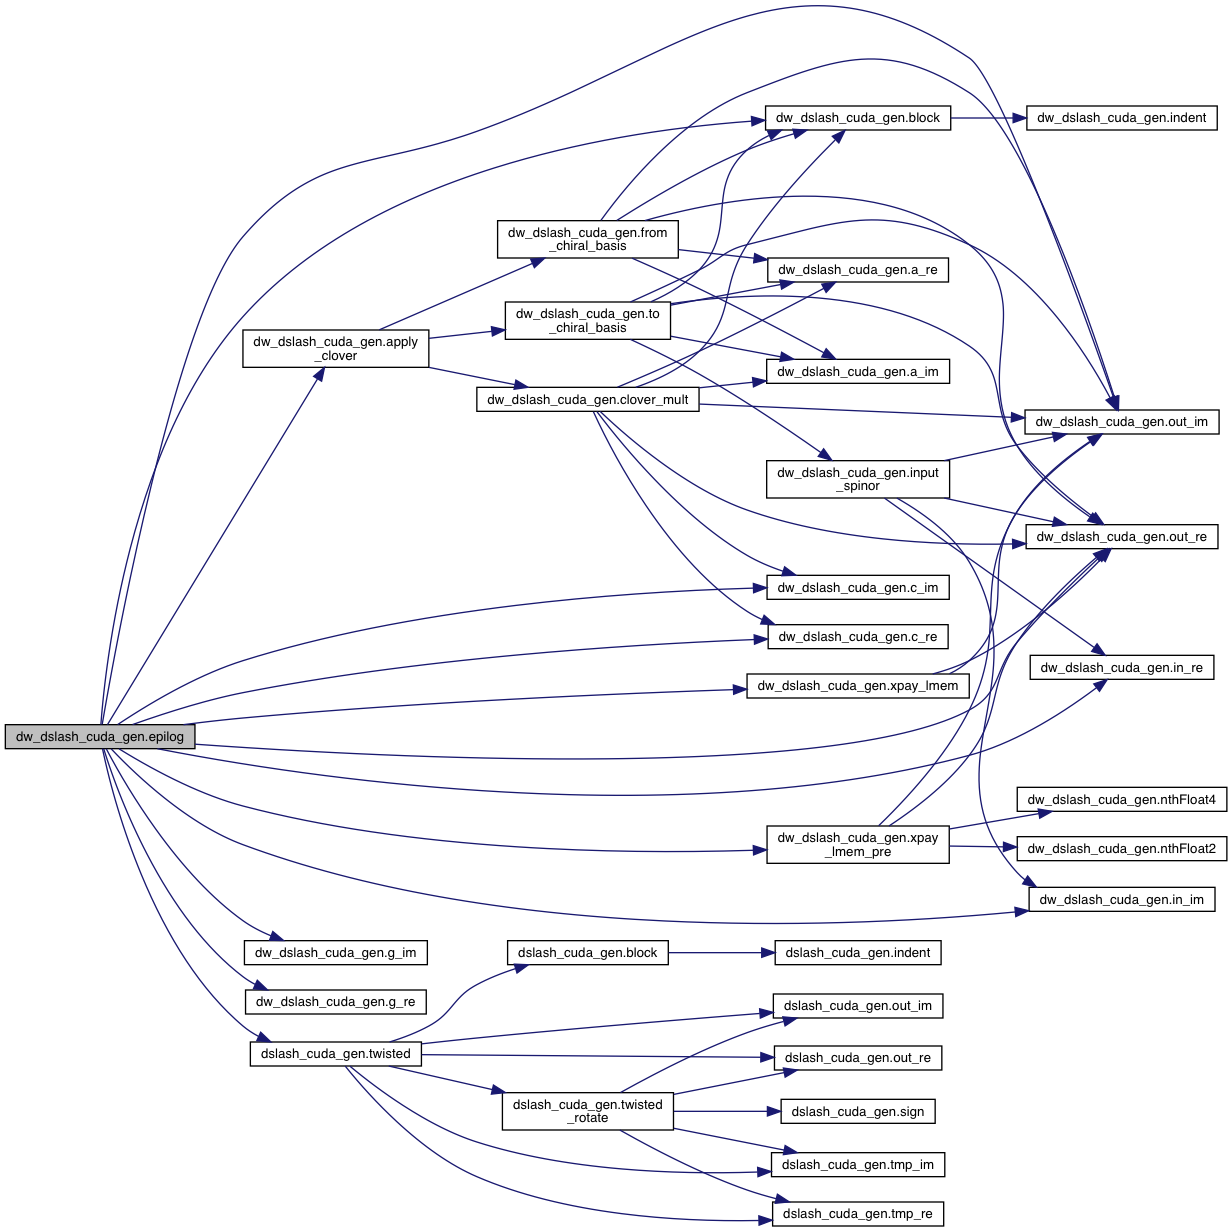 dw_dslash_cuda_gen.block
dw_dslash_cuda_gen.indent
dw_dslash_cuda_gen.from
_chiral_basis
dw_dslash_cuda_gen.a_re
dw_dslash_cuda_gen.to
_chiral_basis
dw_dslash_cuda_gen.apply
_clover
dw_dslash_cuda_gen.a_im
dw_dslash_cuda_gen.clover_mult
dw_dslash_cuda_gen.out_im
dw_dslash_cuda_gen.input
_spinor
dw_dslash_cuda_gen.out_re
dw_dslash_cuda_gen.c_im
dw_dslash_cuda_gen.c_re
dw_dslash_cuda_gen.in_re
dw_dslash_cuda_gen.xpay_lmem
dw_dslash_cuda_gen.epilog
dw_dslash_cuda_gen.nthFloat4
dw_dslash_cuda_gen.xpay
_lmem_pre
dw_dslash_cuda_gen.nthFloat2
dw_dslash_cuda_gen.in_im
dw_dslash_cuda_gen.g_im
dslash_cuda_gen.block
dslash_cuda_gen.indent
dw_dslash_cuda_gen.g_re
dslash_cuda_gen.out_im
dslash_cuda_gen.twisted
dslash_cuda_gen.out_re
dslash_cuda_gen.twisted
_rotate
dslash_cuda_gen.sign
dslash_cuda_gen.tmp_im
dslash_cuda_gen.tmp_re